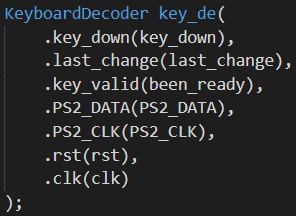 KeyboardDecoder key_de(
    .key_down(key_down),
    .last_change(last_change),
    .key_valid(been_ready),
    .PS2_DATA(PS2_DATA),
    .PS2_CLK(PS2_CLK),
    .rst(rst),
    .clk(clk)
);